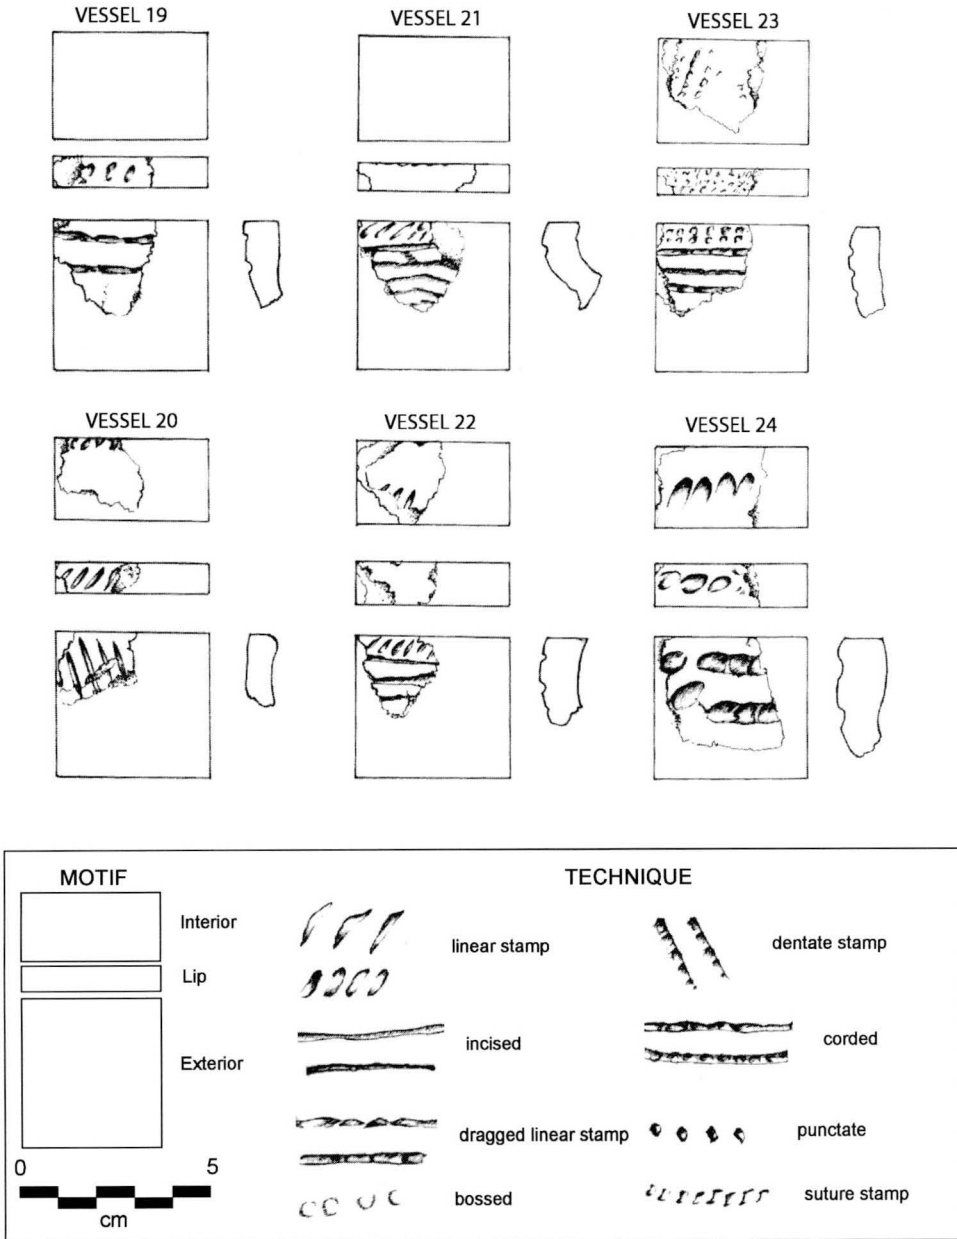 VESSEL 19
VESSEL 21
VESSEL 23
VESSEL 20
VESSEL 22
VESSEL 24
MOTIF
Interior
Lip
Exterior
0 5
cm
TECHNIQUE
linear stamp
dentate stamp
incised
corded
dragged linear stamp
punctate
bossed
suture stamp